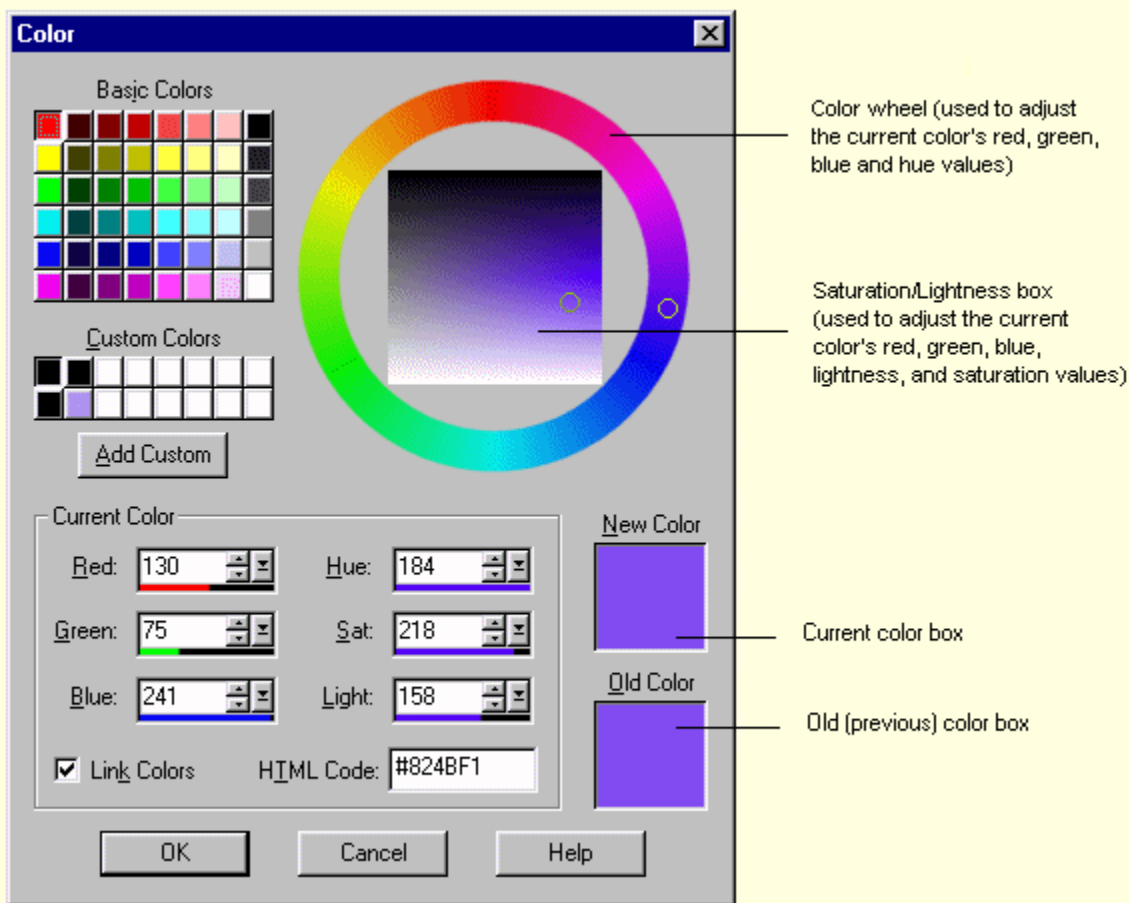 Color
Basic Colors
Custom Colors
Add Custom
Color wheel (used to adjust
the current color's red, green,
blue and hue values)
Saturation/Lightness box
(used to adjust the current
color's red, green, blue,
lightness, and saturation values)
Current Color
Red: 130
Hue: 184
Green: 75
Sat: 218
Blue: 241
Light: 158
Link Colors
HTML Code: #824BF1
New Color
Current color box
Old Color
Old (previous) color box
OK
Cancel
Help